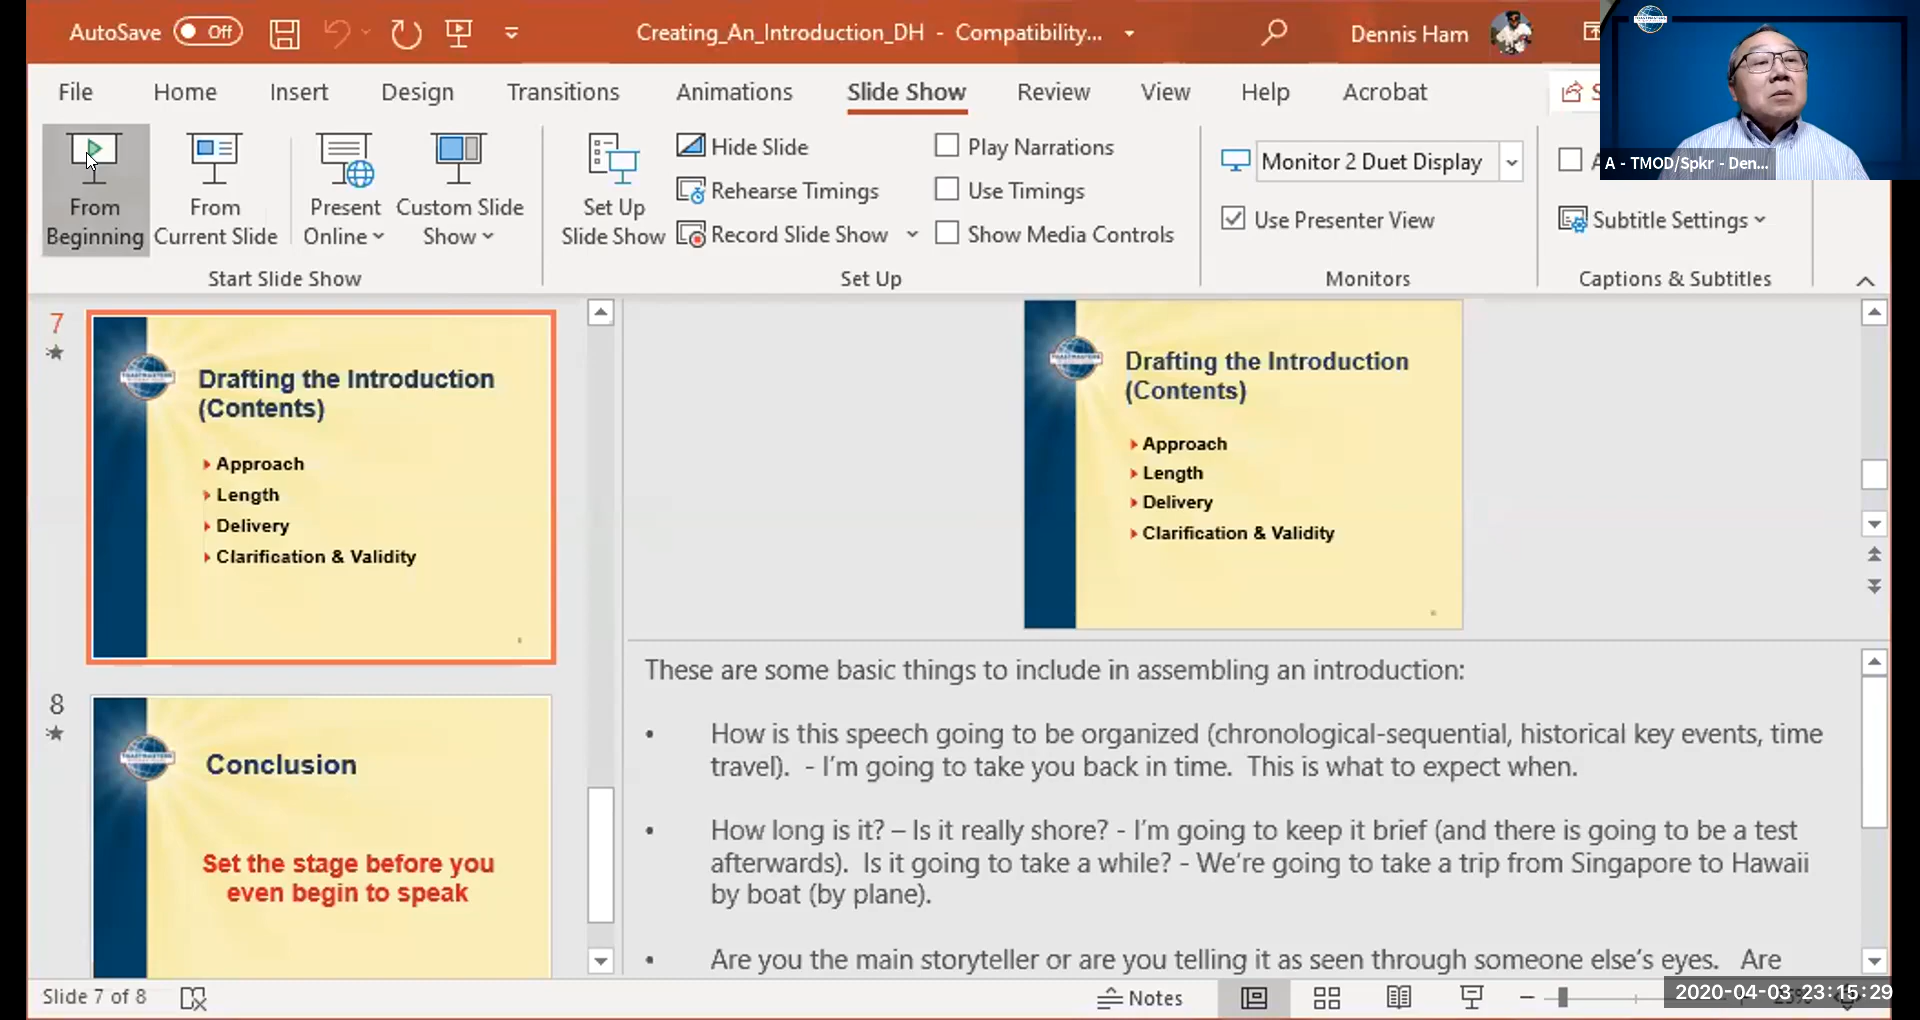 AutoSave Off Creating_An_Introduction_DH - Compatibility... Dennis Ham
File Home Insert Design Transitions Animations Slide Show Review View Help Acrobat
From Beginning
From Current Slide
Present Online
Custom Slide Show
Start Slide Show
Set Up Slide Show
Hide Slide
Rehearse Timings
Record Slide Show
Play Narrations
Use Timings
Show Media Controls
Set Up
Monitor 2 Duet Display
Use Presenter View
Monitors
Subtitle Settings
Captions & Subtitles
A - TMOD/Spkr - Den...
7
TOASTMASTERS
Drafting the Introduction
(Contents)
Approach
Length
Delivery
Clarification & Validity
8
Conclusion
Set the stage before you
even begin to speak
TOASTMASTERS
Drafting the Introduction
(Contents)
Approach
Length
Delivery
Clarification & Validity
These are some basic things to include in assembling an introduction:
• How is this speech going to be organized (chronological-sequential, historical key events, time
travel). - I'm going to take you back in time. This is what to expect when.
• How long is it? – Is it really shore? - I'm going to keep it brief (and there is going to be a test
afterwards). Is it going to take a while? - We're going to take a trip from Singapore to Hawaii
by boat (by plane).
• Are you the main storyteller or are you telling it as seen through someone else's eyes. Are
Slide 7 of 8 Notes
2020-04-03 23:15:29